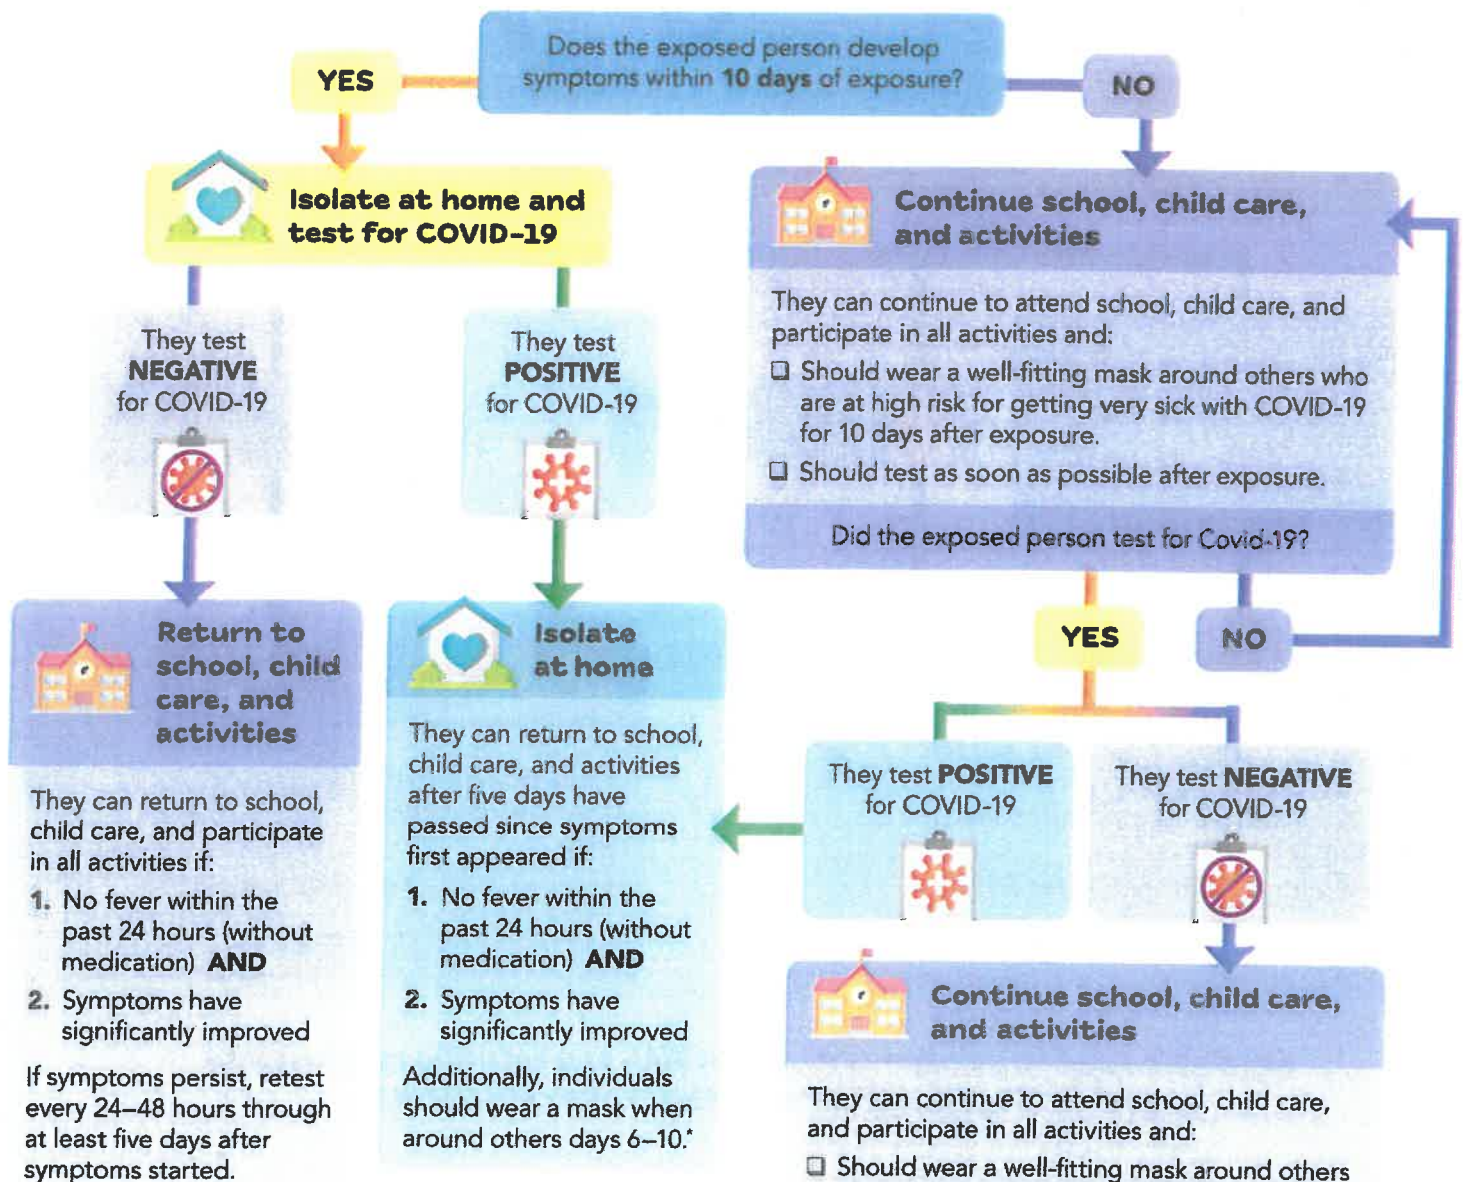 Does the exposed person develop
symptoms within 10 days of exposure?
YES
NO
Isolate at home and
test for COVID-19
They test
NEGATIVE
for COVID-19
They test
POSITIVE
for COVID-19
Return to
school, child
care, and
activities
They can return to school,
child care, and participate
in all activities if:
1. No fever within the
past 24 hours (without
medication) AND
2. Symptoms have
significantly improved
If symptoms persist, retest
every 24–48 hours through
at least five days after
symptoms started.
Isolate
at home
They can return to school,
child care, and activities
after five days have
passed since symptoms
first appeared if:
1. No fever within the
past 24 hours (without
medication) AND
2. Symptoms have
significantly improved
Additionally, individuals
should wear a mask when
around others days 6–10.*
Continue school, child care,
and activities
They can continue to attend school, child care, and
participate in all activities and:
❑ Should wear a well-fitting mask around others who
are at high risk for getting very sick with COVID-19
for 10 days after exposure.
❑ Should test as soon as possible after exposure.
Did the exposed person test for Covid-19?
YES
NO
They test POSITIVE
for COVID-19
They test NEGATIVE
for COVID-19
Continue school, child care,
and activities
They can continue to attend school, child care,
and participate in all activities and:
❑ Should wear a well-fitting mask around others